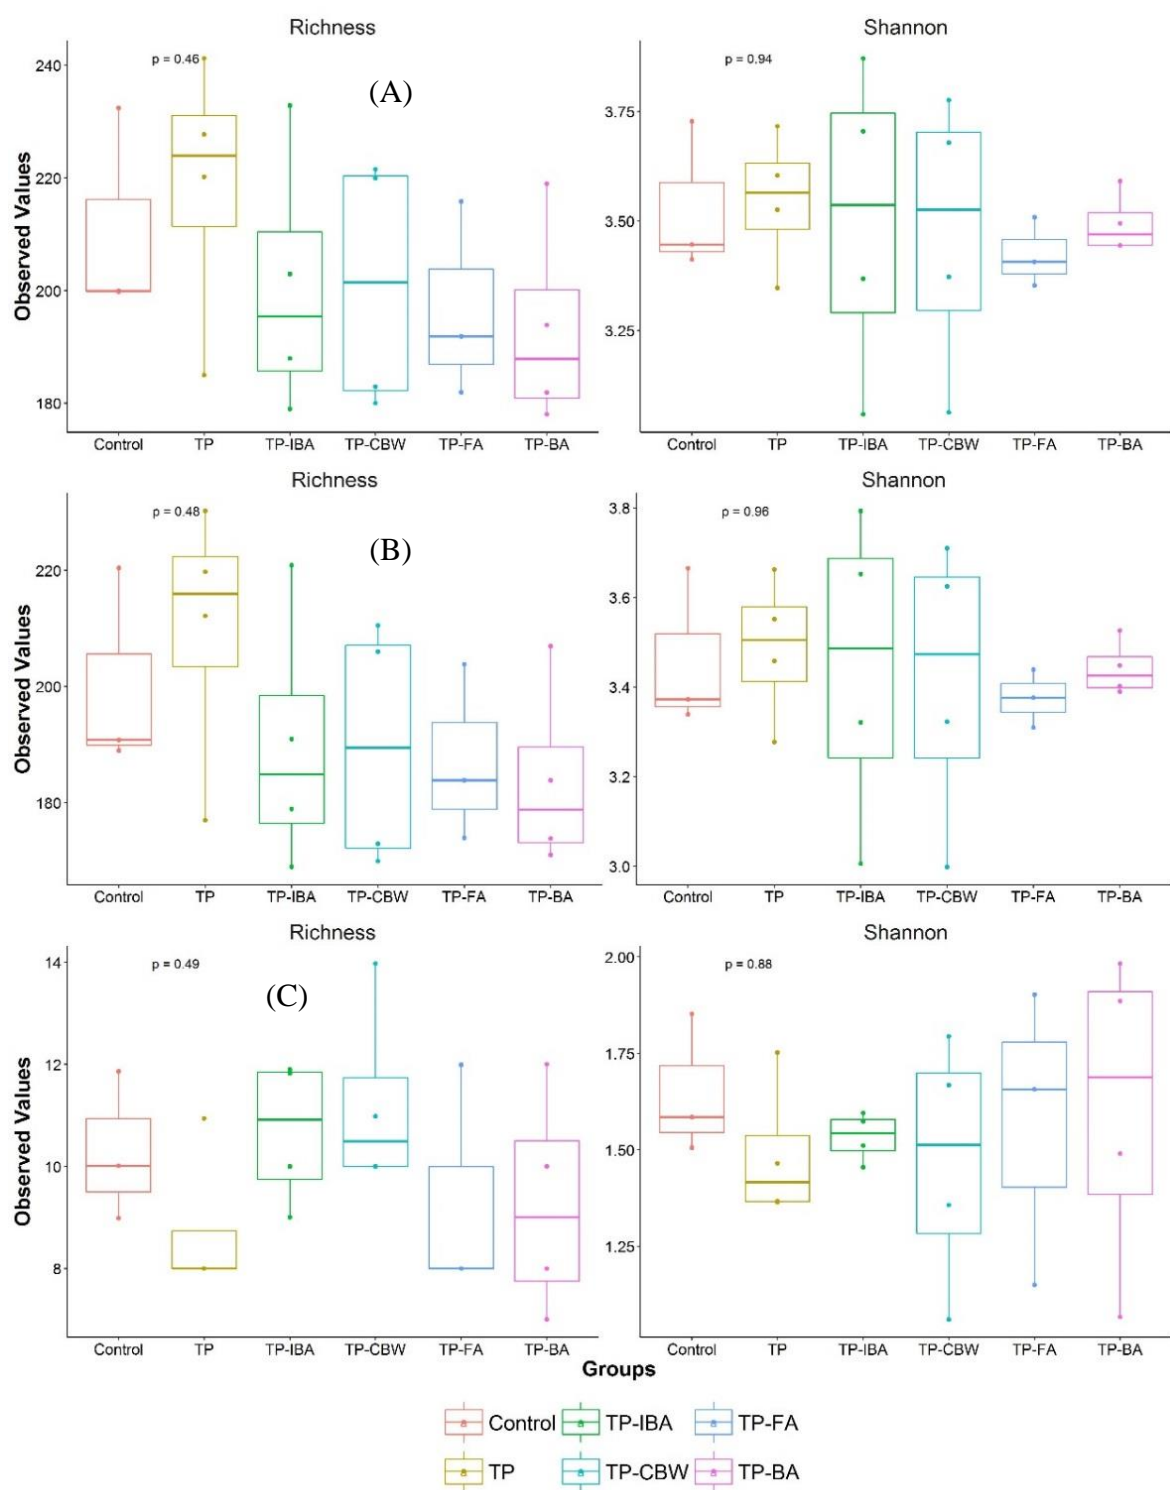 Richness
Shannon
p = 0.46
p = 0.94
(A)
Observed Values
240
220
200
180
3.75
3.50
3.25
Control TP TP-IBA TP-CBW TP-FA TP-BA
Control TP TP-IBA TP-CBW TP-FA TP-BA
Richness
Shannon
p = 0.48
p = 0.96
(B)
Observed Values
220
200
180
3.8
3.6
3.4
3.2
3.0
Control TP TP-IBA TP-CBW TP-FA TP-BA
Control TP TP-IBA TP-CBW TP-FA TP-BA
Richness
Shannon
p = 0.49
p = 0.88
(C)
Observed Values
14
12
10
8
2.00
1.75
1.50
1.25
Control TP TP-IBA TP-CBW TP-FA TP-BA
Control TP TP-IBA TP-CBW TP-FA TP-BA
Groups
Control TP-IBA TP-FA
TP TP-CBW TP-BA